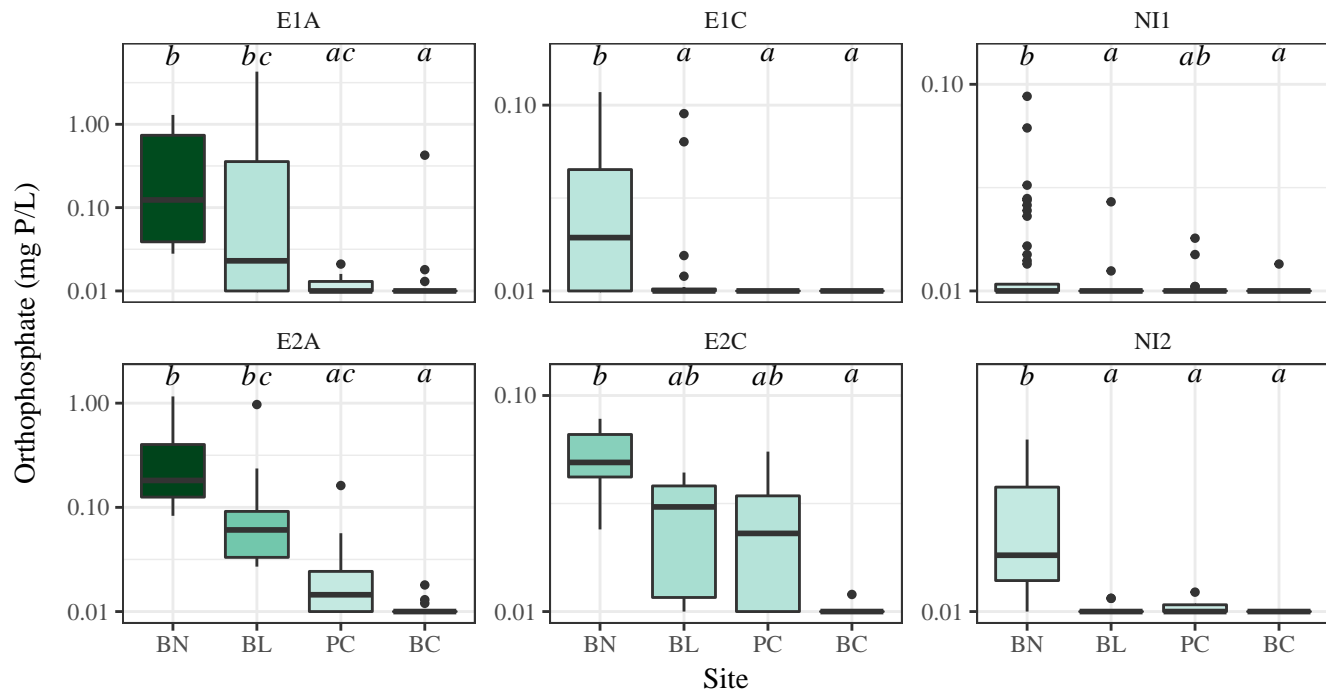 E1A E1C NI1
b bc ac a b a a a b a ab a
1.00
0.10
0.01
0.10
0.01
0.10
0.01
E2A E2C NI2
b bc ac a b ab ab a b a a a
1.00
0.10
0.01
0.10
0.01
0.01
BN BL PC BC BN BL PC BC BN BL PC BC
Site
Orthophosphate (mg P/L)